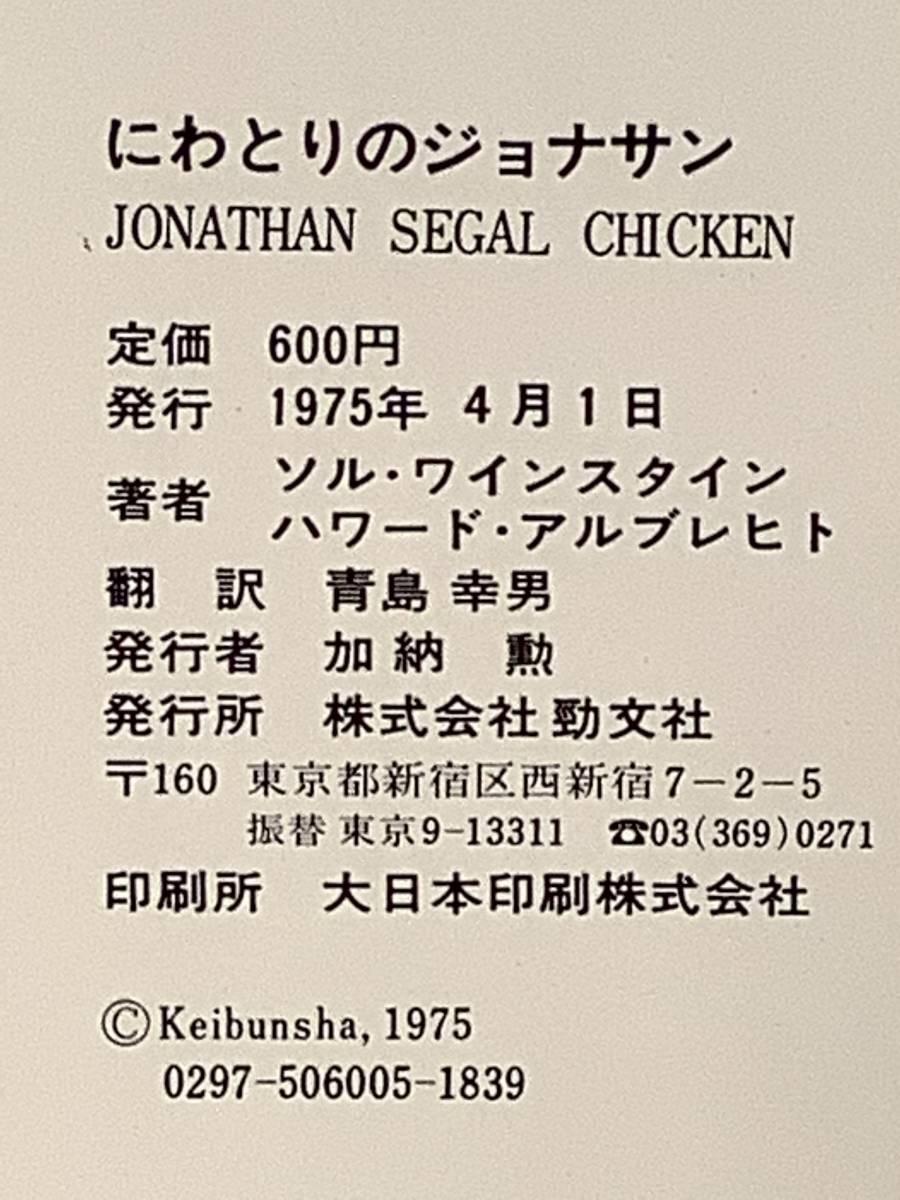 にわとりのジョナサン
JONATHAN SEGAL CHICKEN
定価 600円
発行 1975年 4月1日
著者 ソル・ワインスタイン
ハワード・アルブレヒト
翻 訳 青島 幸男
発行者 加納 勲
発行所 株式会社 勁文社
〒160 東京都新宿区西新宿7−2−5
振替 東京9-13311 ☎03(369)0271
印刷所 大日本印刷株式会社
©Keibunsha, 1975
0297-506005-1839